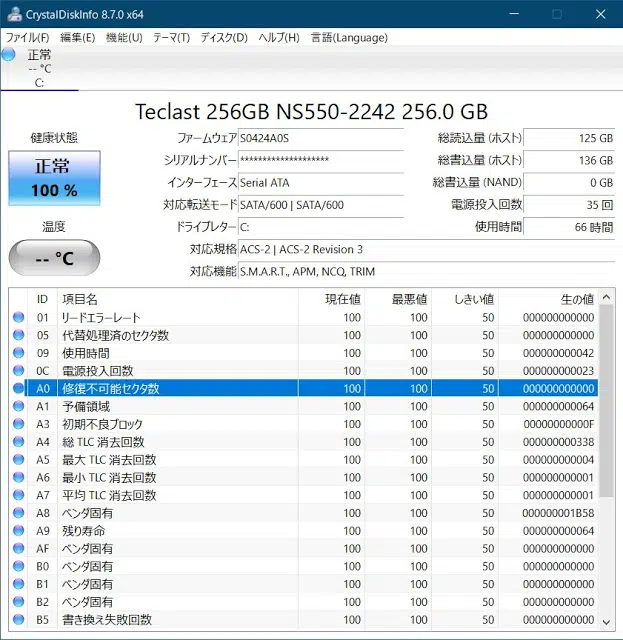 CrystalDiskInfo 8.7.0 x64
ファイル(F) 編集(E) 機能(U) テーマ(T) ディスク(D) ヘルプ(H) 言語(Language)
正常
-- °C
C:
Teclast 256GB NS550-2242 256.0 GB
健康状態
正常
100 %
温度
-- °C
ファームウェア S0424A0S
シリアルナンバー ********************
インターフェース Serial ATA
対応転送モード SATA/600 | SATA/600
ドライブレター C:
対応規格 ACS-2 | ACS-2 Revision 3
対応機能 S.M.A.R.T., APM, NCQ, TRIM
総読込量 (ホスト) 125 GB
総書込量 (ホスト) 136 GB
総書込量 (NAND) 0 GB
電源投入回数 35 回
使用時間 66 時間
ID 項目名 現在値 最悪値 しきい値 生の値
01 リードエラーレート 100 100 50 000000000000
05 代替処理済のセクタ数 100 100 50 000000000000
09 使用時間 100 100 50 000000000042
0C 電源投入回数 100 100 50 000000000023
A0 修復不可能セクタ数 100 100 50 000000000000
A1 予備領域 100 100 50 000000000064
A3 初期不良ブロック 100 100 50 00000000000F
A4 総 TLC 消去回数 100 100 50 000000000338
A5 最大 TLC 消去回数 100 100 50 000000000004
A6 最小 TLC 消去回数 100 100 50 000000000001
A7 平均 TLC 消去回数 100 100 50 000000000001
A8 ベンダ固有 100 100 50 000000001B58
A9 残り寿命 100 100 50 000000000064
AF ベンダ固有 100 100 50 000000000000
B0 ベンダ固有 100 100 50 000000000000
B1 ベンダ固有 100 100 50 000000000000
B2 ベンダ固有 100 100 50 000000000000
B5 書き換え失敗回数 100 100 50 000000000000